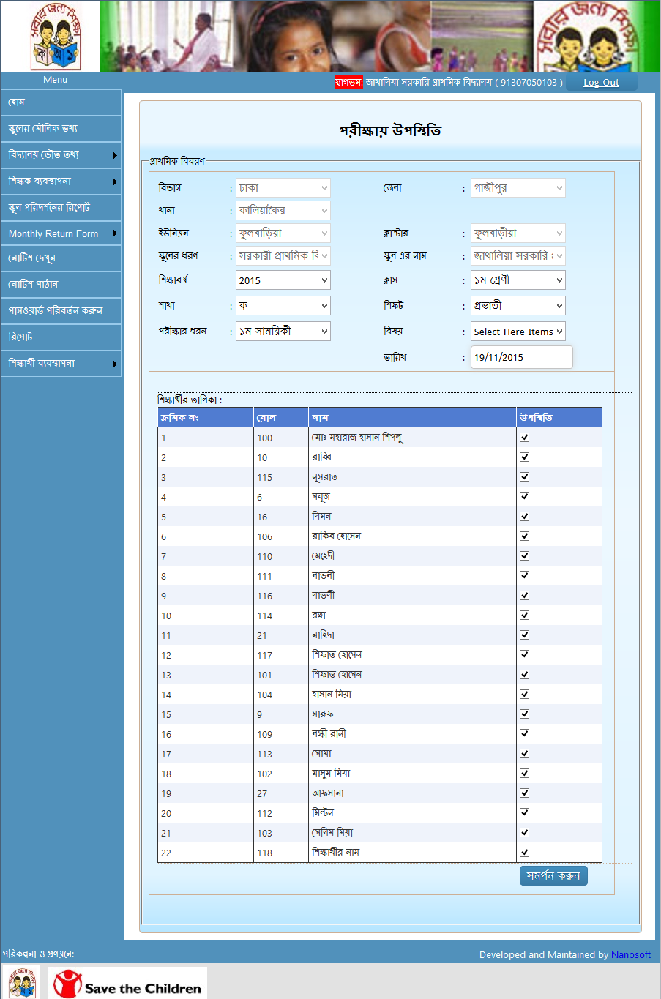 সবার জন্য শিক্ষা
সবার জন্য শিক্ষা
Menu
স্বাগতম: জাথালিয়া সরকারি প্রাথমিক বিদ্যালয় ( 91307050103 ) Log Out
হোম
স্কুলের মৌলিক তথ্য
বিদ্যালয় ভৌত তথ্য
শিক্ষক ব্যবস্থাপনা
স্কুল পরিদর্শনের রিপোর্ট
Monthly Return Form
নোটিশ দেখুন
নোটিশ পাঠান
পাসওয়ার্ড পরিবর্তন করুন
রিপোর্ট
শিক্ষার্থী ব্যবস্থাপনা
পরীক্ষায় উপস্থিতি
প্রাথমিক বিবরণ
বিভাগ : ঢাকা জেলা : গাজীপুর
থানা : কালিয়াকৈর
ইউনিয়ন : ফুলবাড়িয়া ক্লাস্টার : ফুলবাড়ীয়া
স্কুলের ধরণ : সরকারী প্রাথমিক বি স্কুল এর নাম : জাথালিয়া সরকারি
শিক্ষাবর্ষ 2015 ক্লাস : ১ম শ্রেণী
শাখা : ক শিফট : প্রভাতী
পরীক্ষার ধরন : ১ম সাময়িকী বিষয় : Select Here Items
তারিখ : 19/11/2015
শিক্ষার্থীর তালিকা :
ক্রমিক নং রোল নাম উপস্থিতি
1 100 মোঃ মহারাজ হাসান শিপলু
2 10 রাব্বি
3 115 নুসরাত
4 6 সবুজ
5 16 লিমন
6 106 রাকিব হোসেন
7 110 মেহেদী
8 111 লাভলী
9 116 লাভলী
10 114 রত্না
11 21 নাহিদা
12 117 শিফাত হোসেন
13 101 শিফাত হোসেন
14 104 হাসান মিয়া
15 9 সারুফ
16 109 লক্ষী রানী
17 113 সোমা
18 102 মাসুম মিয়া
19 27 আফসানা
20 112 মিল্টন
21 103 সেলিম মিয়া
22 118 শিক্ষার্থীর নাম
সমর্পন করুন
পরিকল্পনা ও প্রণয়নে:
Developed and Maintained by Nanosoft
Save the Children